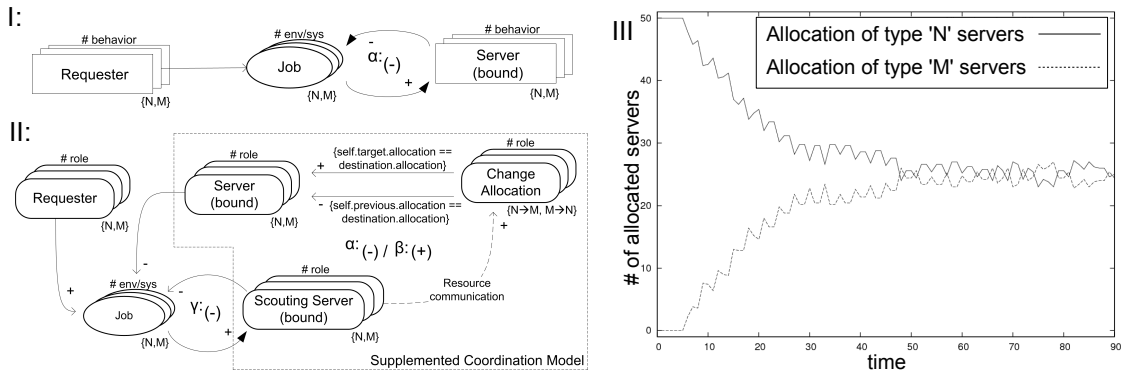 I:
# behavior
Requester
{N,M}
# env/sys
Job
{N,M}
-
α:(-)
+
# behavior
Server
(bound)
{N,M}
II:
# role
Requester
{N,M}
+
# role
Server
(bound)
{N,M}
-
+
{self.target.allocation ==
destination.allocation}
-
{self.previous.allocation ==
destination.allocation}
# role
Change
Allocation
{N→M, M→N}
+
α:(-) / β:(+)
Resource
communication
# env/sys
Job
{N,M}
-
γ:(-)
+
# role
Scouting Server
(bound)
{N,M}
Supplemented Coordination Model
III
Allocation of type 'N' servers
Allocation of type 'M' servers
# of allocated servers
50
40
30
20
10
0
0 10 20 30 40 50 60 70 80 90
time